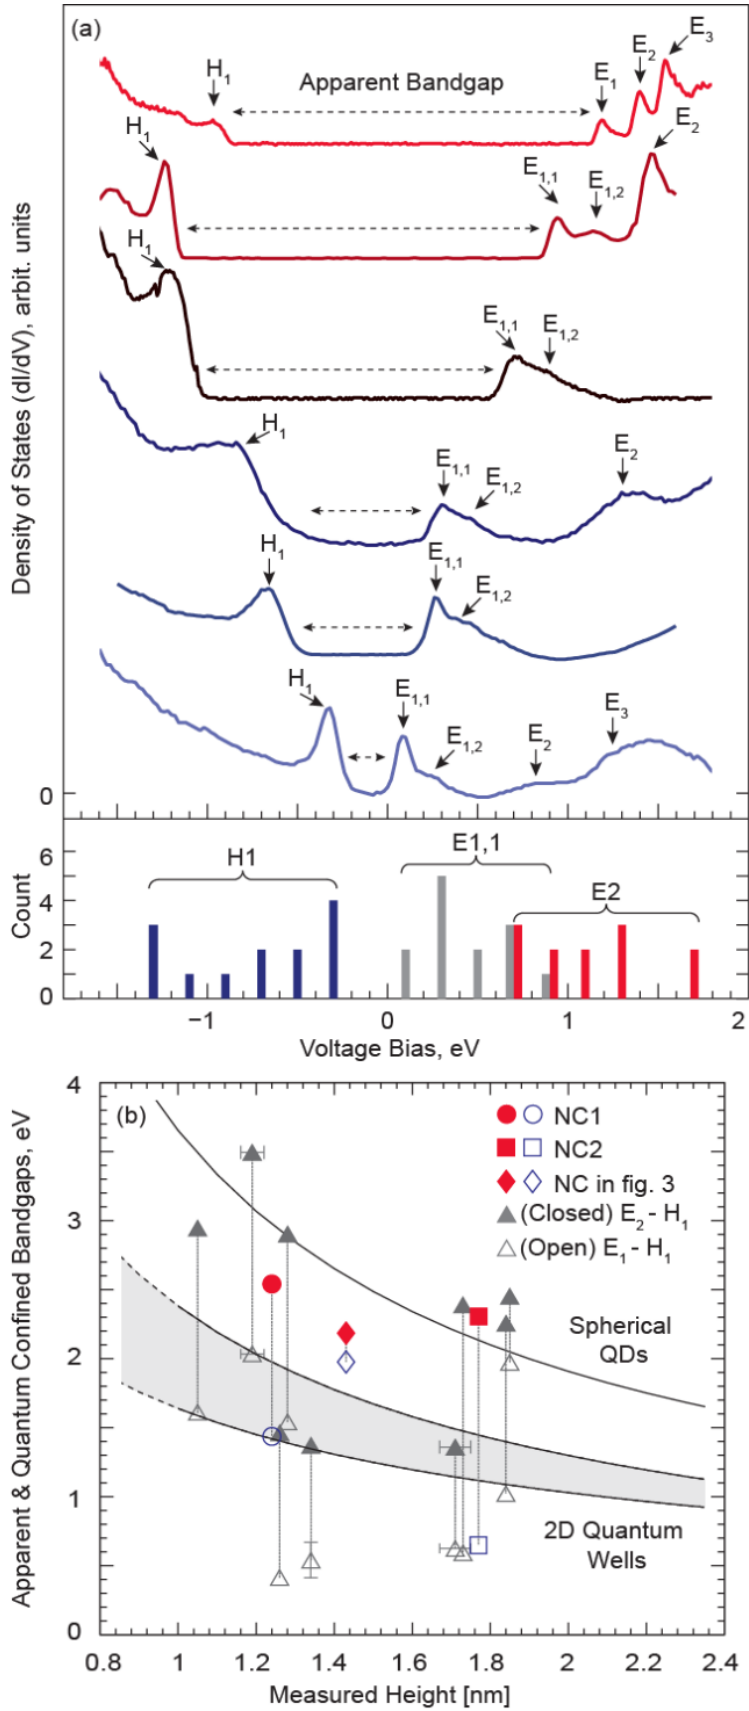 (a)
H1
Apparent Bandgap
E1
E2
E3
H1
E1,1
E1,2
E2
H1
E1,1
E1,2
H1
E1,1
E1,2
E2
H1
E1,1
E1,2
H1
E1,1
E1,2
E2
E3
Density of States (dI/dV), arbit. units
0
H1
E1,1
E2
Count
6
4
2
0
−1
0
1
2
Voltage Bias, eV
(b)
NC1
NC2
NC in fig. 3
(Closed) E2 - H1
(Open) E1 - H1
Spherical
QDs
2D Quantum
Wells
Apparent & Quantum Confined Bandgaps, eV
4
3
2
1
0
0.8
1
1.2
1.4
1.6
1.8
2
2.2
2.4
Measured Height [nm]